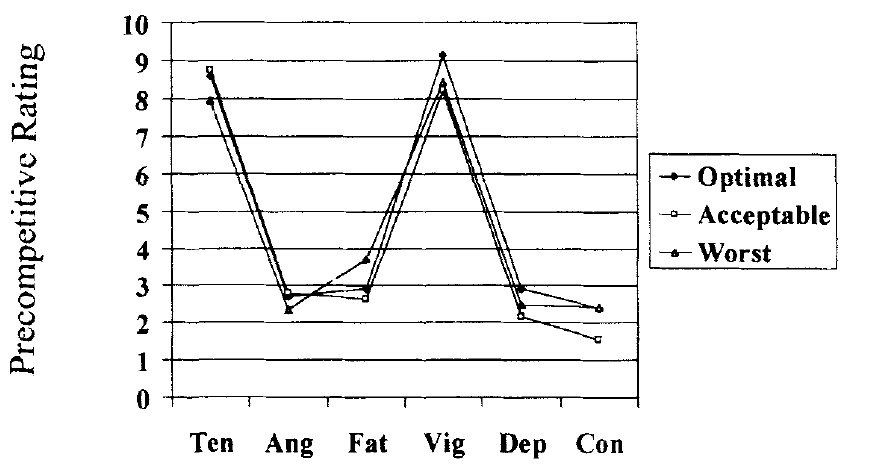 Precompetitive Rating
10
9
8
7
6
5
4
3
2
1
0
Ten Ang Fat Vig Dep Con
Optimal
Acceptable
Worst